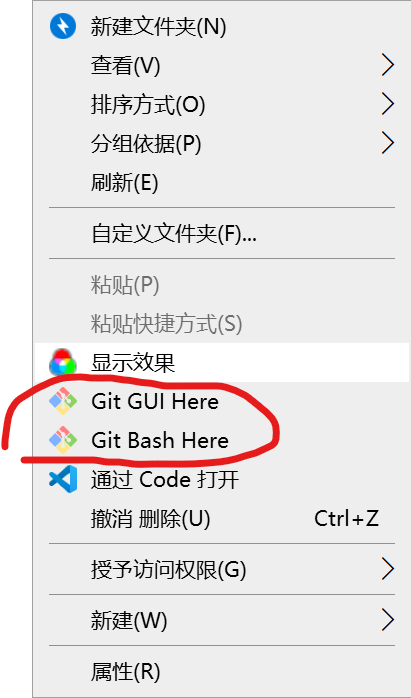 新建文件夹(N)
查看(V)
排序方式(O)
分组依据(P)
刷新(E)
自定义文件夹(F)...
粘贴(P)
粘贴快捷方式(S)
显示效果
Git GUI Here
Git Bash Here
通过 Code 打开
撤消 删除(U) Ctrl+Z
授予访问权限(G)
新建(W)
属性(R)